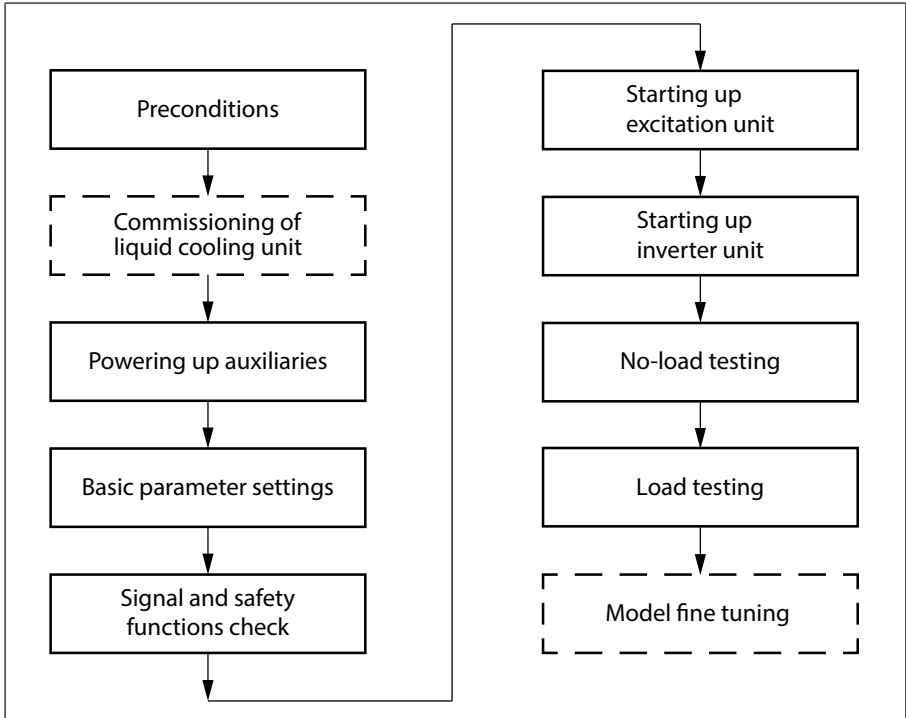 Preconditions
Commissioning of
liquid cooling unit
Powering up auxiliaries
Basic parameter settings
Signal and safety
functions check
Starting up
excitation unit
Starting up
inverter unit
No-load testing
Load testing
Model fine tuning